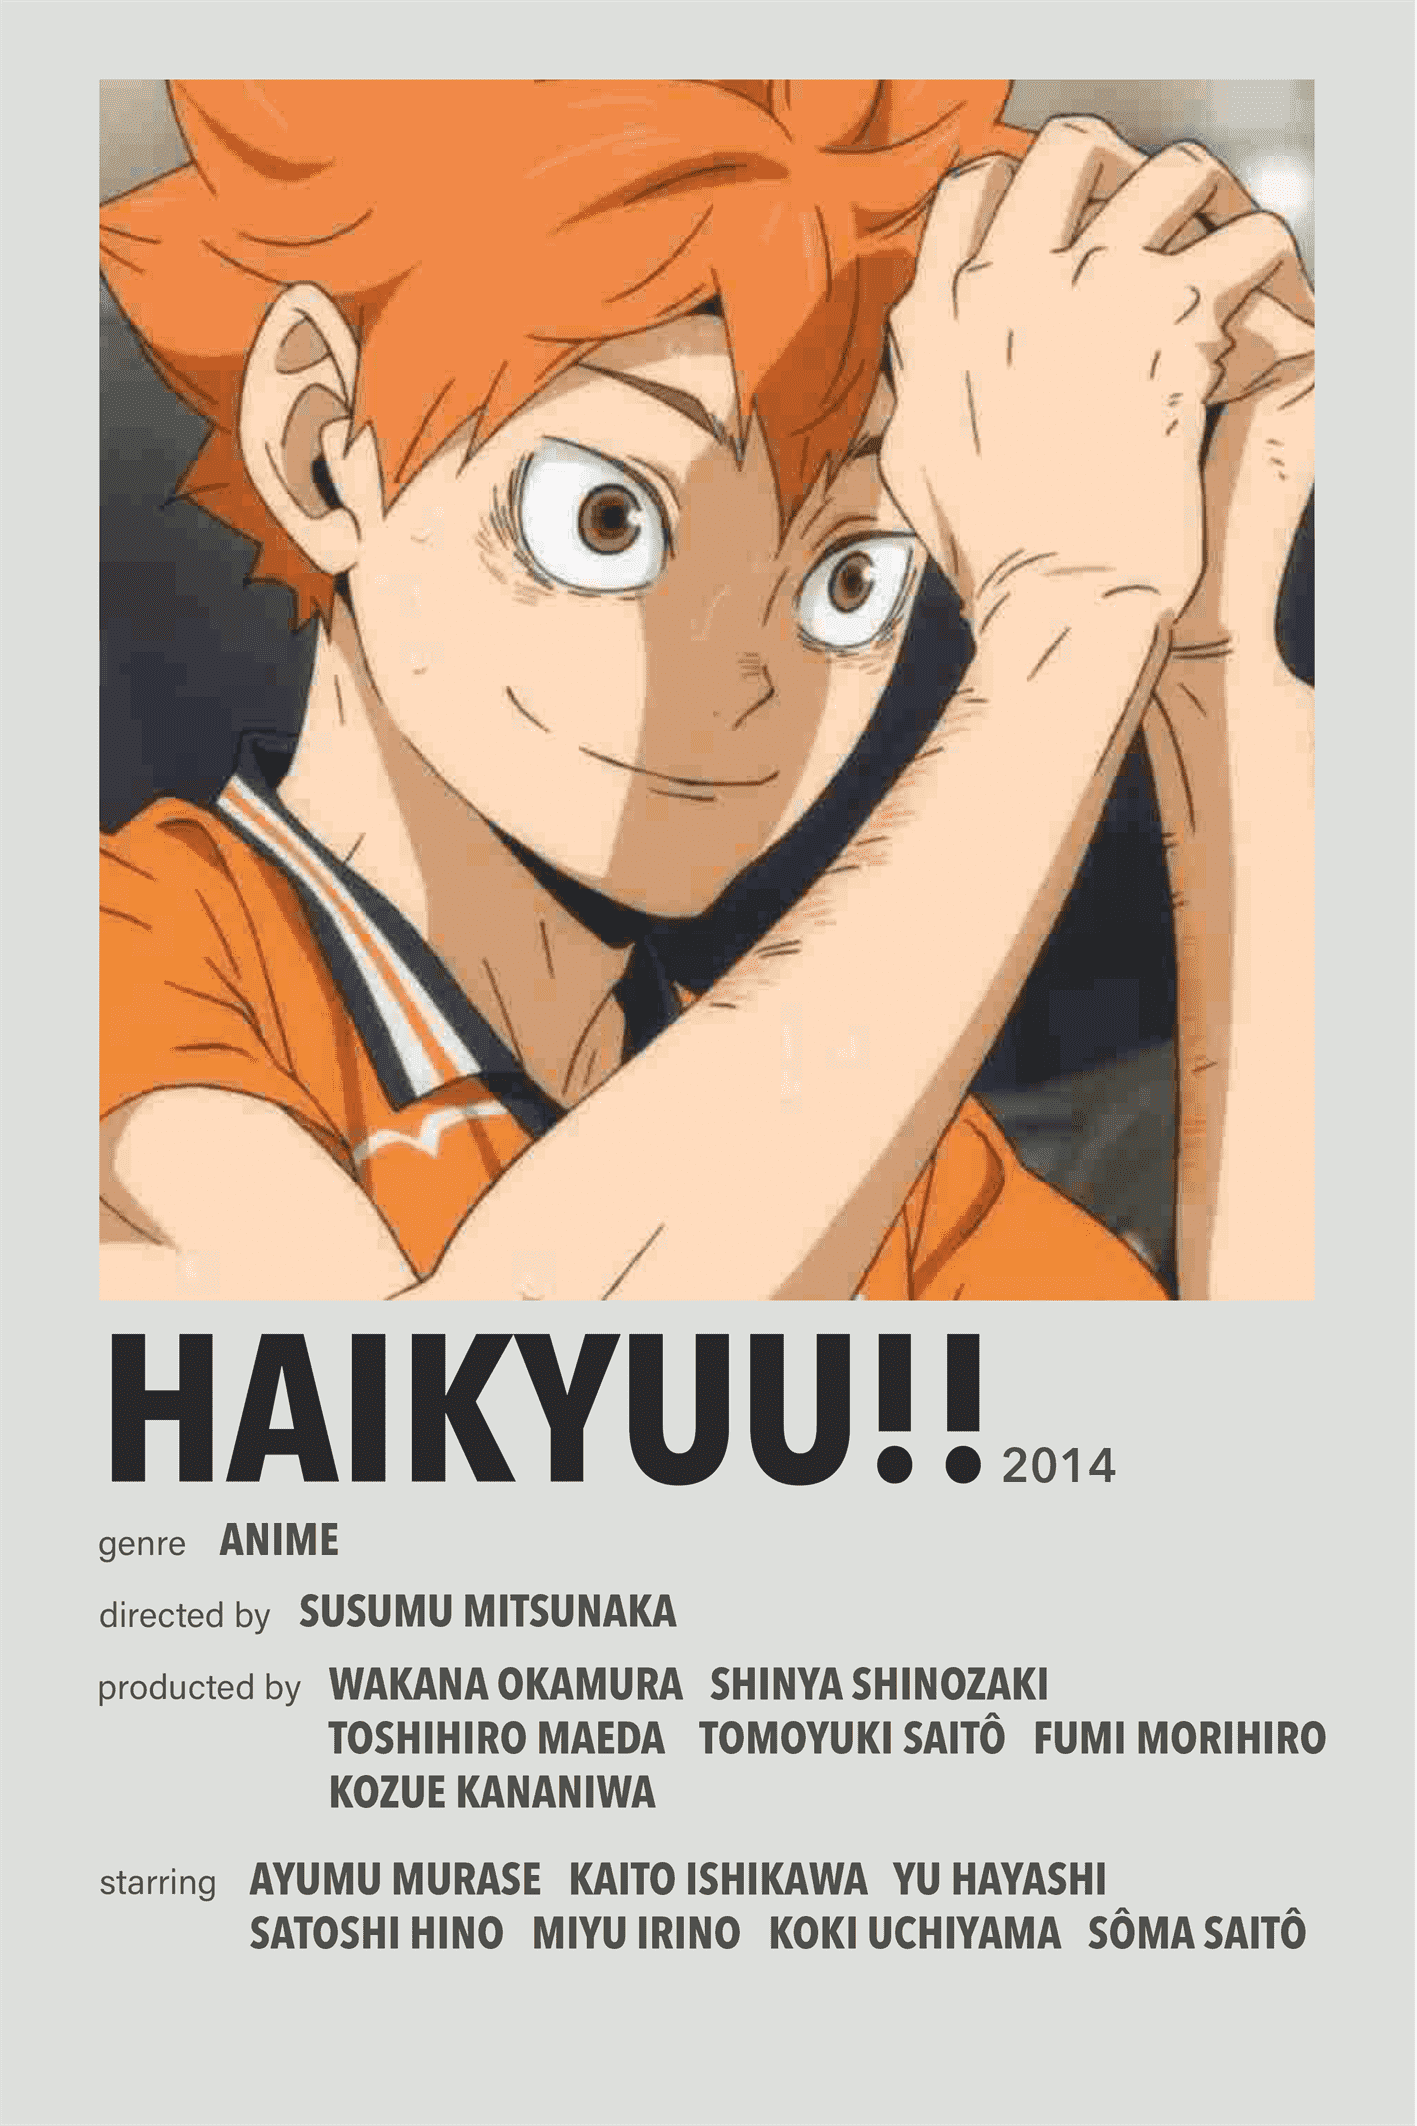 HAIKYUU!! 2014
genre ANIME
directed by SUSUMU MITSUNAKA
producted by WAKANA OKAMURA SHINYA SHINOZAKI
TOSHIHIRO MAEDA TOMOYUKI SAITÔ FUMI MORIHIRO
KOZUE KANANIWA
starring AYUMU MURASE KAITO ISHIKAWA YU HAYASHI
SATOSHI HINO MIYU IRINO KOKI UCHIYAMA SÔMA SAITÔ